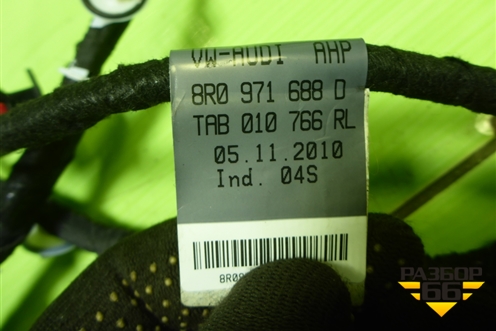 VW-AUDI AHP
8R0 971 688 D
TAB 010 766 RL
05.11.2010
Ind. 04S
РАЗБОР
66